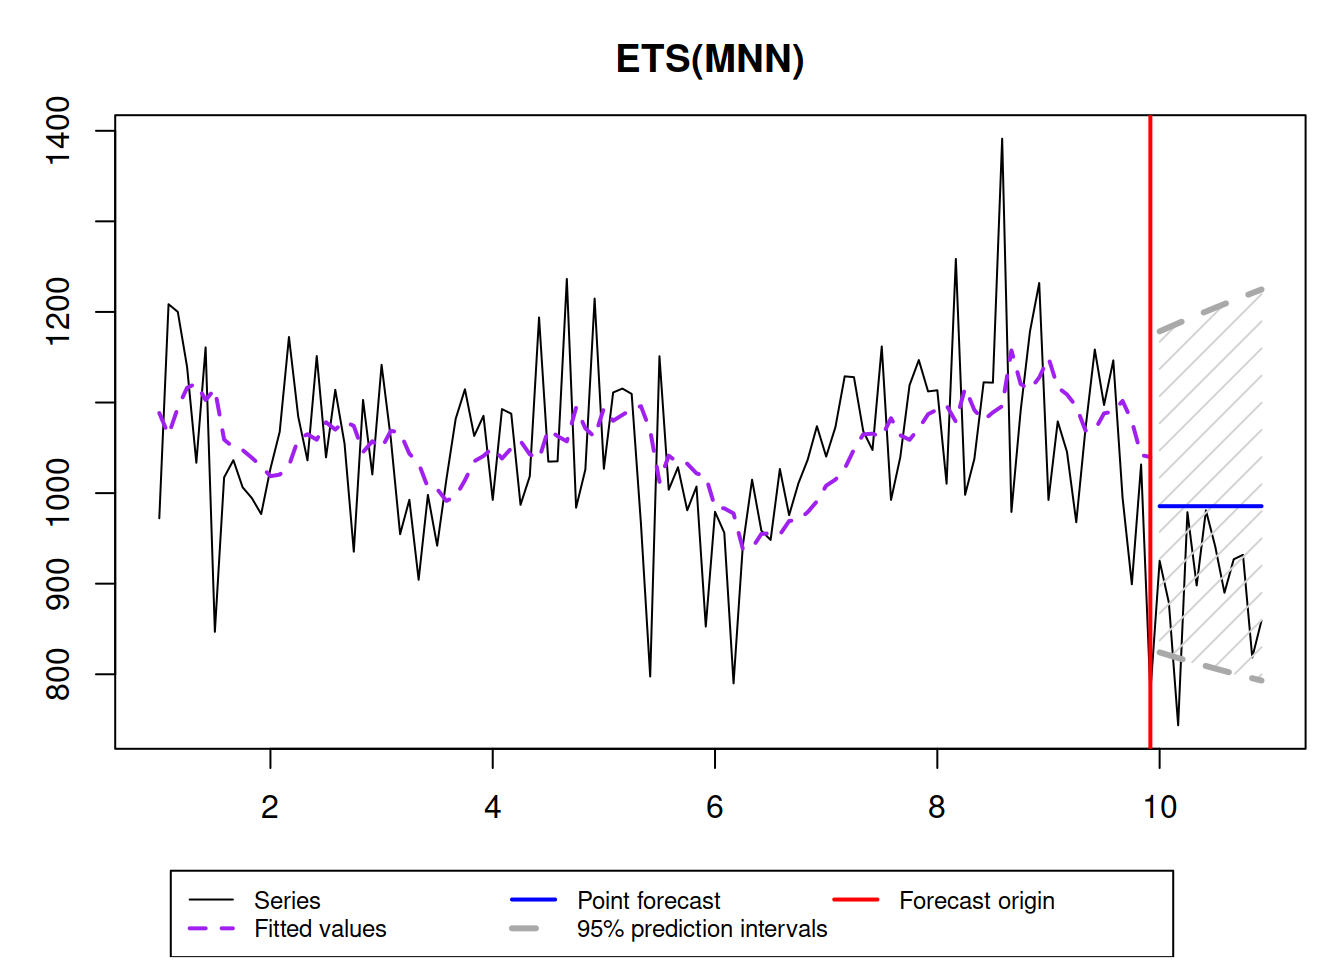 ETS(MNN)
1400
1200
1000
900
800
2 4 6 8 10
Series Point forecast Forecast origin
Fitted values 95% prediction intervals